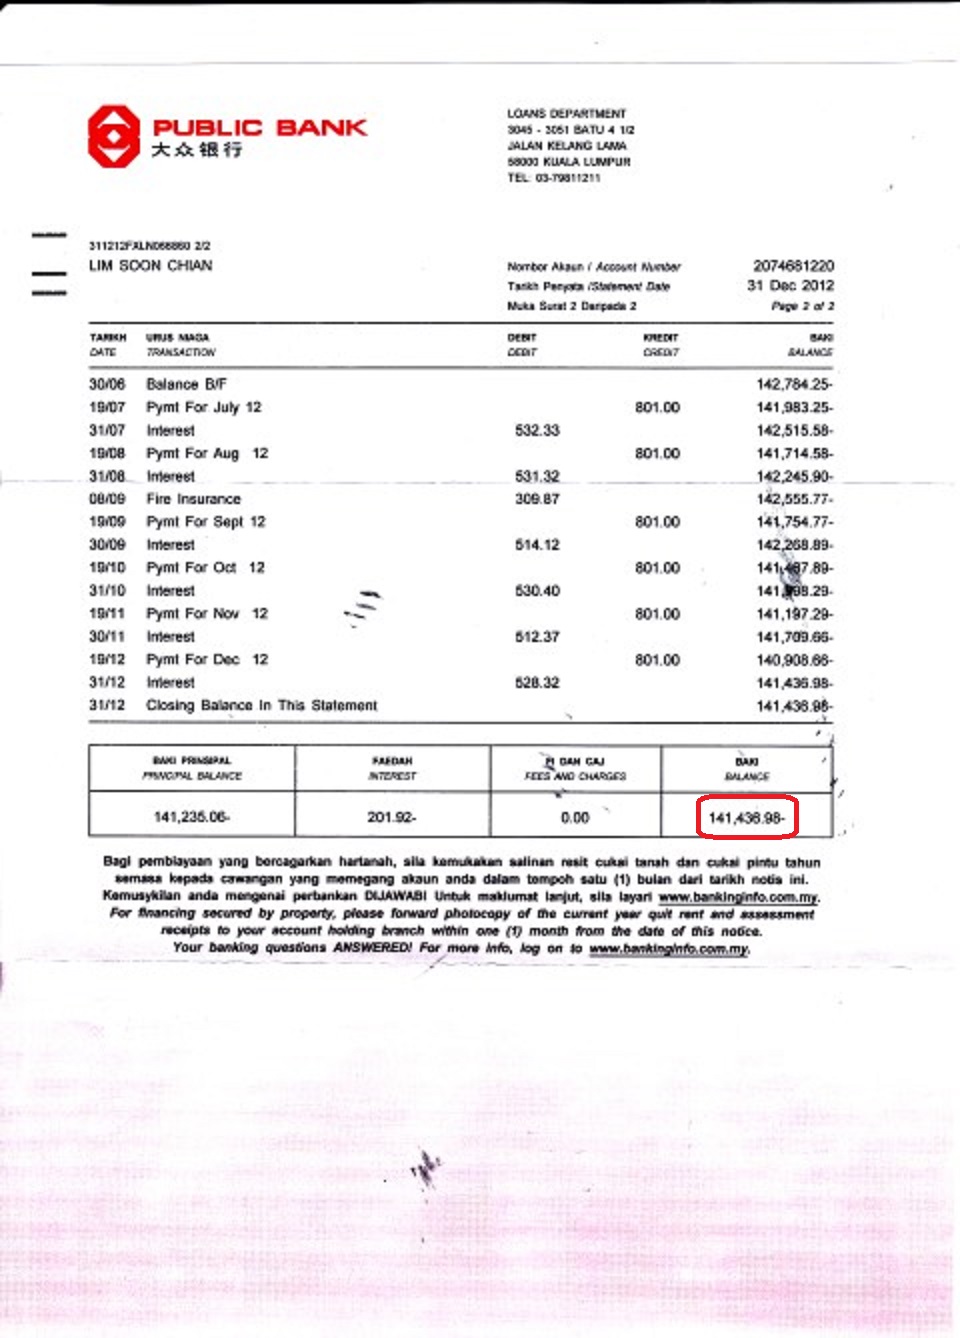 PUBLIC BANK
大众银行
LOANS DEPARTMENT
3045 - 3051 BATU 4 1/2
JALAN KELANG LAMA
58000 KUALA LUMPUR
TEL: 03-79811211
311212FXLN066860 2/2
LIM SOON CHIAN
Nombor Akaun / Account Number 2074681220
Tarikh Penyata /Statement Date 31 Dec 2012
Muka Surat 2 Daripada 2 Page 2 of 2
TARIKH URUS NIAGA DEBIT KREDIT BAKI
DATE TRANSACTION DEBIT CREDIT BALANCE
30/06 Balance B/F 142,784.25-
19/07 Pymt For July 12 801.00 141,983.25-
31/07 Interest 532.33 142,515.58-
19/08 Pymt For Aug 12 801.00 141,714.58-
31/08 Interest 531.32 142,245.90-
08/09 Fire Insurance 309.87 142,555.77-
19/09 Pymt For Sept 12 801.00 141,754.77-
30/09 Interest 514.12 142,268.89-
19/10 Pymt For Oct 12 801.00 141,467.89-
31/10 Interest 530.40 141,998.29-
19/11 Pymt For Nov 12 801.00 141,197.29-
30/11 Interest 512.37 141,709.66-
19/12 Pymt For Dec 12 801.00 140,908.66-
31/12 Interest 528.32 141,436.98-
31/12 Closing Balance In This Statement 141,436.98-
BAKI PRINSIPAL FAEDAH FI DAN CAJ BAKI
PRINCIPAL BALANCE INTEREST FEES AND CHARGES BALANCE
141,235.06- 201.92- 0.00 141,436.98-
Bagi pembiayaan yang bercagarkan hartanah, sila kemukakan salinan resit cukai tanah dan cukai pintu tahun
semasa kepada cawangan yang memegang akaun anda dalam tempoh satu (1) bulan dari tarikh notis ini.
Kemusykilan anda mengenai perbankan DIJAWAB! Untuk maklumat lanjut, sila layari www.bankinginfo.com.my.
For financing secured by property, please forward photocopy of the current year quit rent and assessment
receipts to your account holding branch within one (1) month from the date of this notice.
Your banking questions ANSWERED! For more info, log on to www.bankinginfo.com.my.